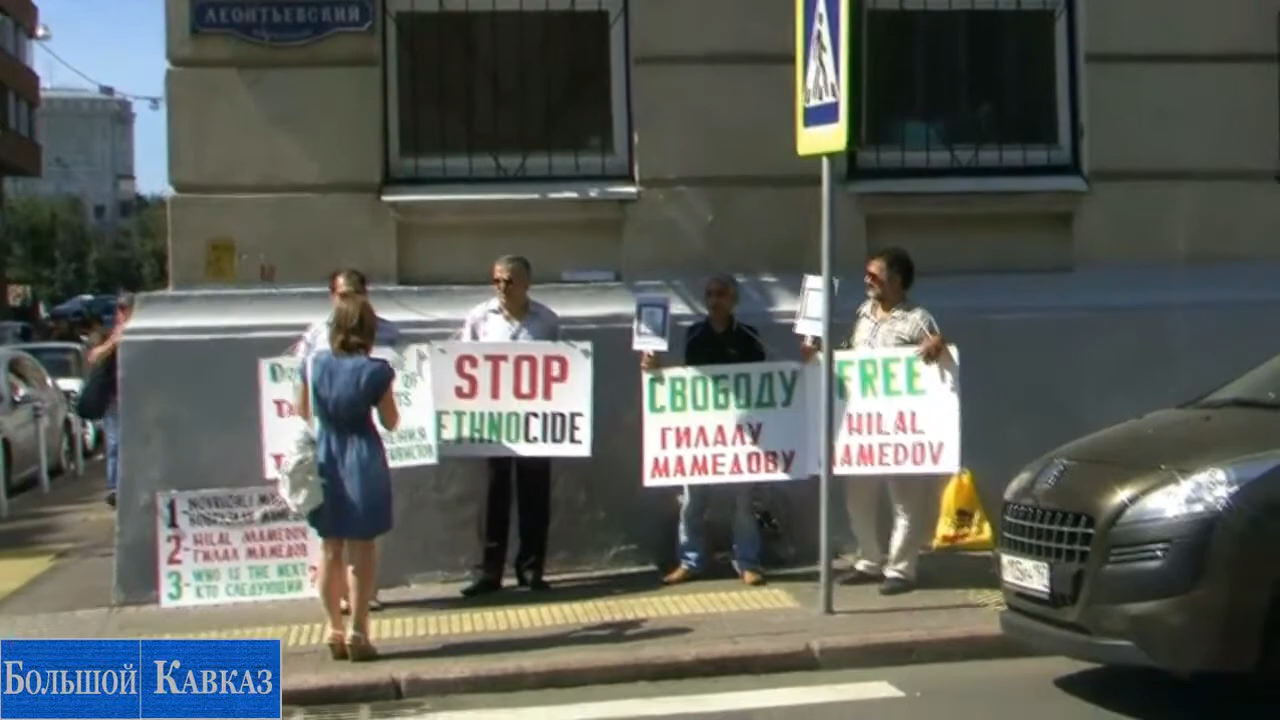 ЛЕОНТЬЕВСКИЙ
STOP
ETHNOCIDE
СВОБОДУ
ГИЛАЛУ
МАМЕДОВУ
FREE
HILAL
MAMEDOV
OF
1-
2- HILAL MAMEDOV
ГИЛАЛ МАМЕДОВ
3- WHO IS THE NEXT
КТО СЛЕДУЮЩИЙ ?
БОЛЬШОЙ КАВКАЗ